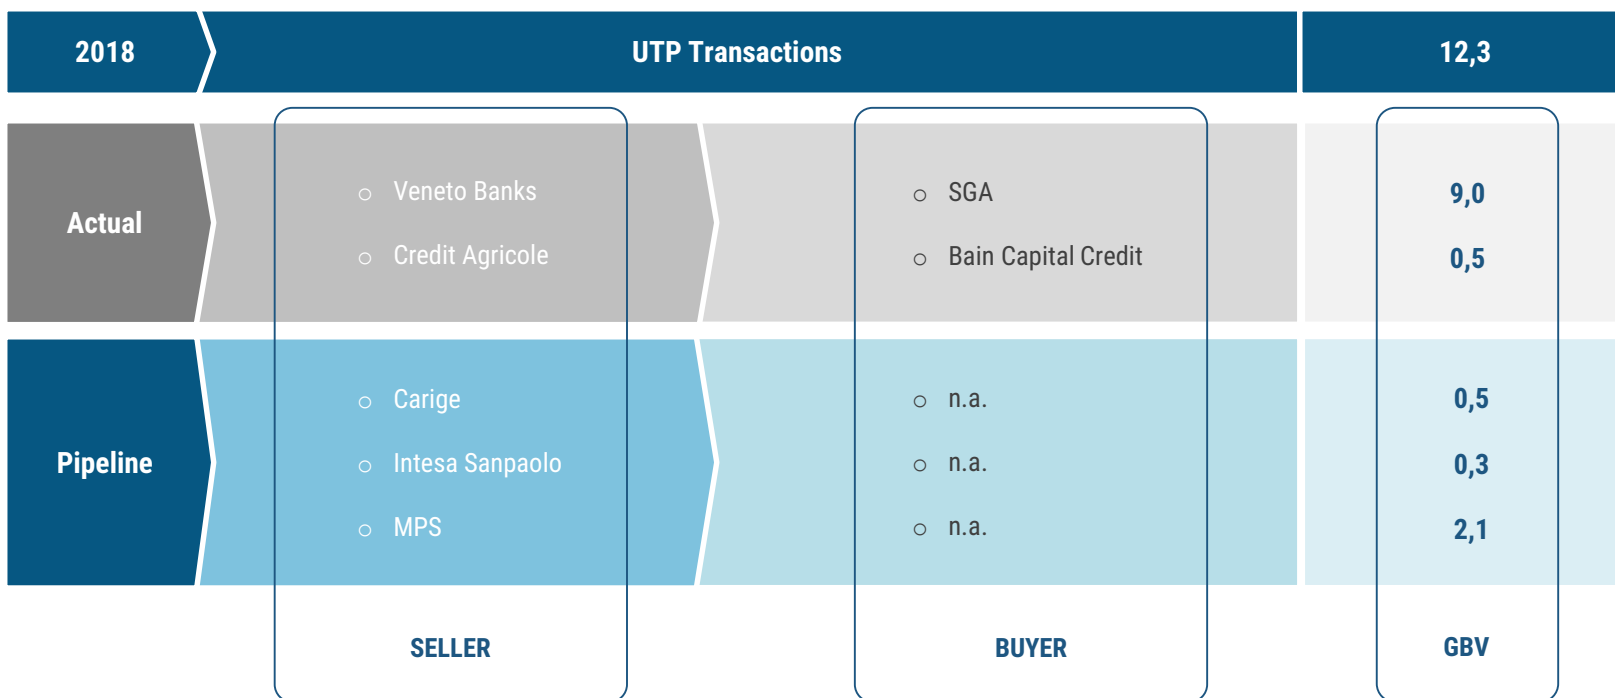 2018 UTP Transactions 12,3
Actual
○ Veneto Banks ○ SGA 9,0
○ Credit Agricole ○ Bain Capital Credit 0,5
Pipeline
○ Carige ○ n.a. 0,5
○ Intesa Sanpaolo ○ n.a. 0,3
○ MPS ○ n.a. 2,1
SELLER BUYER GBV